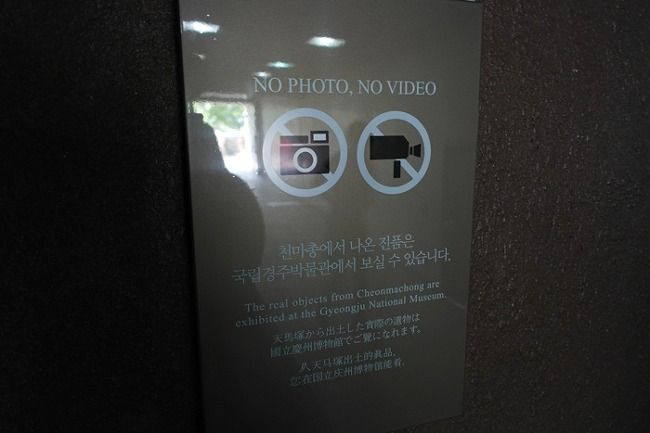 NO PHOTO, NO VIDEO
천마총에서 나온 진품은
국립경주박물관에서 보실 수 있습니다.
The real objects from Cheonmachong are
exhibited at the Gyeongju National Museum.
天馬塚から出土した實際の遺物は
國立慶州博物館でご覽になれます。
从天马塚出土的眞品,
您在国立庆州博物馆能看.